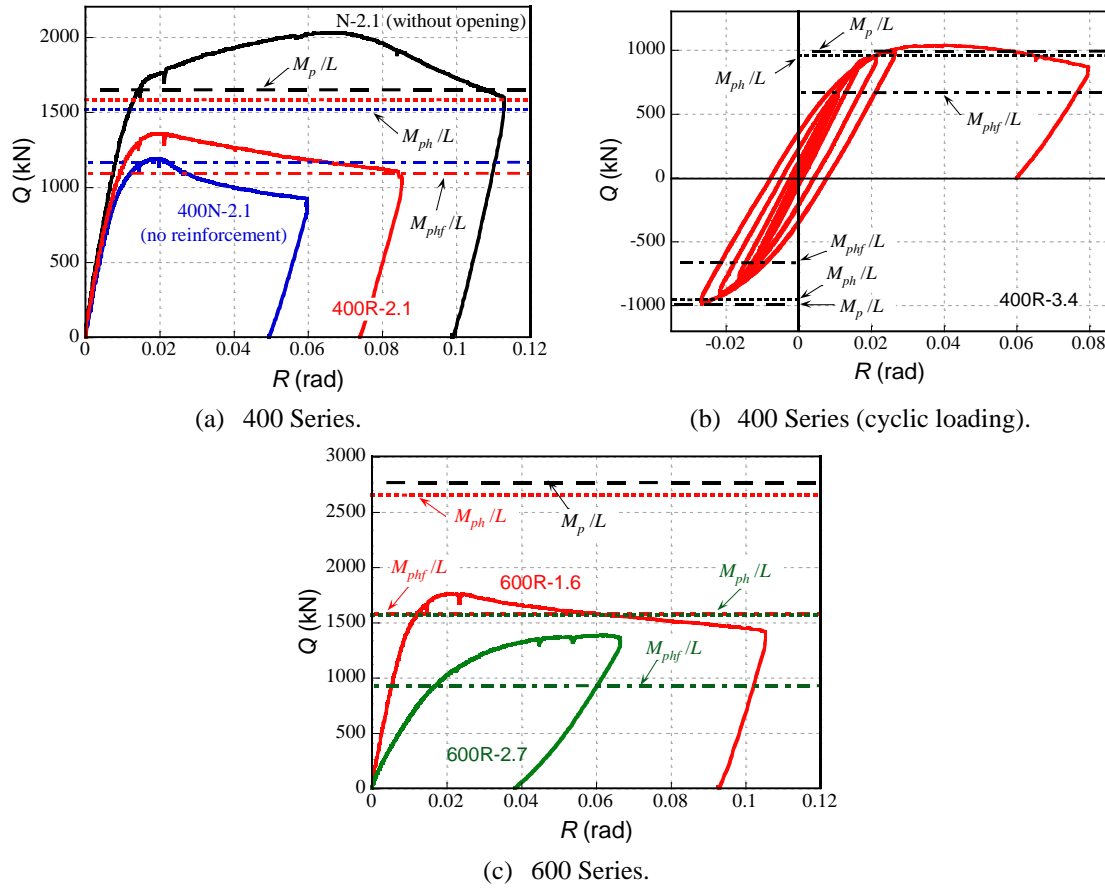 N-2.1 (without opening)
M_p /L
M_ph /L
M_phf /L
400N-2.1
(no reinforcement)
400R-2.1
Q (kN)
2000
1500
1000
500
0
0 0.02 0.04 0.06 0.08 0.1 0.12
R (rad)
(a) 400 Series.
M_p /L
M_ph /L
M_phf /L
M_phf /L
M_ph /L
M_p /L
400R-3.4
Q (kN)
1000
500
0
-500
-1000
-0.02 0 0.02 0.04 0.06 0.08
R (rad)
(b) 400 Series (cyclic loading).
M_ph /L
M_p /L
M_phf /L
600R-1.6
M_ph /L
M_phf /L
600R-2.7
Q (kN)
3000
2500
2000
1500
1000
500
0
0 0.02 0.04 0.06 0.08 0.1 0.12
R (rad)
(c) 600 Series.